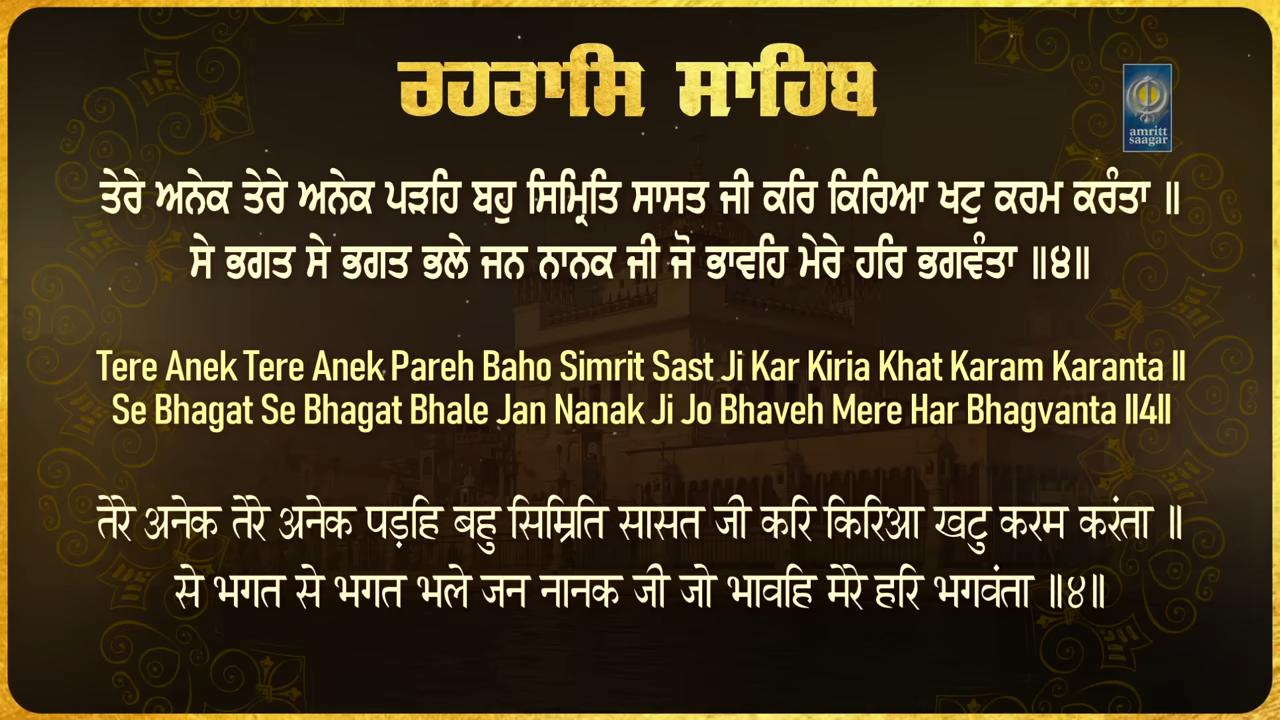 ਰਹਰਾਸਿ ਸਾਹਿਬ
amritt
saagar
ਤੇਰੇ ਅਨੇਕ ਤੇਰੇ ਅਨੇਕ ਪੜਹਿ ਬਹੁ ਸਿਮ੍ਰਿਤਿ ਸਾਸਤ ਜੀ ਕਰਿ ਕਿਰਿਆ ਖਟੁ ਕਰਮ ਕਰੰਤਾ ॥
ਸੇ ਭਗਤ ਸੇ ਭਗਤ ਭਲੇ ਜਨ ਨਾਨਕ ਜੀ ਜੋ ਭਾਵਹਿ ਮੇਰੇ ਹਰਿ ਭਗਵੰਤਾ ॥੪॥
Tere Anek Tere Anek Pareh Baho Simrit Sast Ji Kar Kiria Khat Karam Karanta ॥
Se Bhagat Se Bhagat Bhale Jan Nanak Ji Jo Bhaveh Mere Har Bhagvanta ॥4॥
तेरे अनेक तेरे अनेक पड़हि बहु सिम्रिति सासत जी करि किरिआ खटु करम करंता ॥
से भगत से भगत भले जन नानक जी जो भावहि मेरे हरि भगवंता ॥४॥